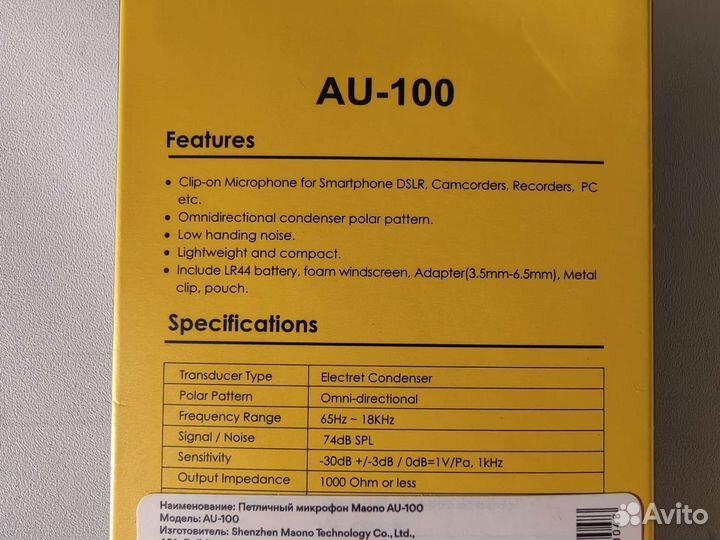 AU-100
Features
• Clip-on Microphone for Smartphone DSLR, Camcorders, Recorders, PC
etc.
• Omnidirectional condenser polar pattern.
• Low handing noise.
• Lightweight and compact.
• Include LR44 battery, foam windscreen, Adapter(3.5mm-6.5mm), Metal
clip, pouch.
Specifications
Transducer Type Electret Condenser
Polar Pattern Omni-directional
Frequency Range 65Hz ~ 18KHz
Signal / Noise 74dB SPL
Sensitivity -30dB +/-3dB / 0dB=1V/Pa, 1kHz
Output Impedance 1000 Ohm or less
Наименование: Петличный микрофон Maono AU-100
Модель: AU-100
Изготовитель: Shenzhen Maono Technology Co., Ltd.,
Avito